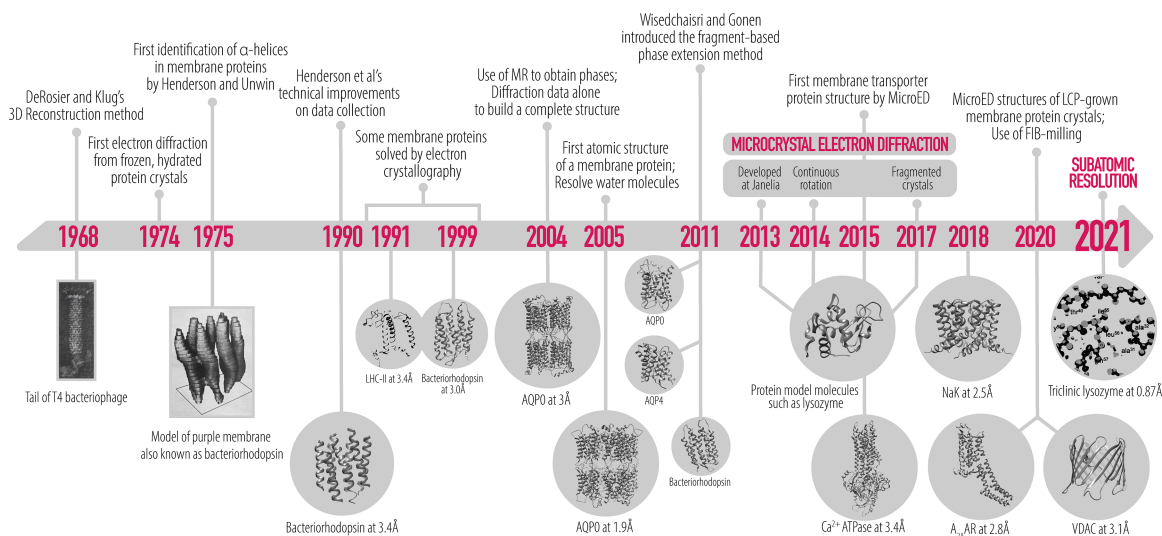 DeRosier and Klug's
3D Reconstruction method
First electron diffraction
from frozen, hydrated
protein crystals
First identification of α-helices
in membrane proteins
by Henderson and Unwin
Henderson et al's
technical improvements
on data collection
Some membrane proteins
solved by electron
crystallography
Use of MR to obtain phases;
Diffraction data alone
to build a complete structure
First atomic structure
of a membrane protein;
Resolve water molecules
Wisedchaisri and Gonen
introduced the fragment-based
phase extension method
First membrane transporter
protein structure by MicroED
MICROCRYSTAL ELECTRON DIFFRACTION
Developed
at Janelia
Continuous
rotation
Fragmented
crystals
MicroED structures of LCP-grown
membrane protein crystals;
Use of FIB-milling
SUBATOMIC
RESOLUTION
1968 1974 1975 1990 1991 1999 2004 2005 2011 2013 2014 2015 2017 2018 2020 2021
Tail of T4 bacteriophage
Model of purple membrane
also known as bacteriorhodopsin
Bacteriorhodopsin at 3.4Å
LHC-II at 3.4Å
Bacteriorhodopsin
at 3.0Å
AQP0 at 3Å
AQP0 at 1.9Å
AQP0
AQP4
Bacteriorhodopsin
Protein model molecules
such as lysozyme
Ca²⁺ ATPase at 3.4Å
NaK at 2.5Å
A₂ₐAR at 2.8Å
VDAC at 3.1Å
Triclinic lysozyme at 0.87Å